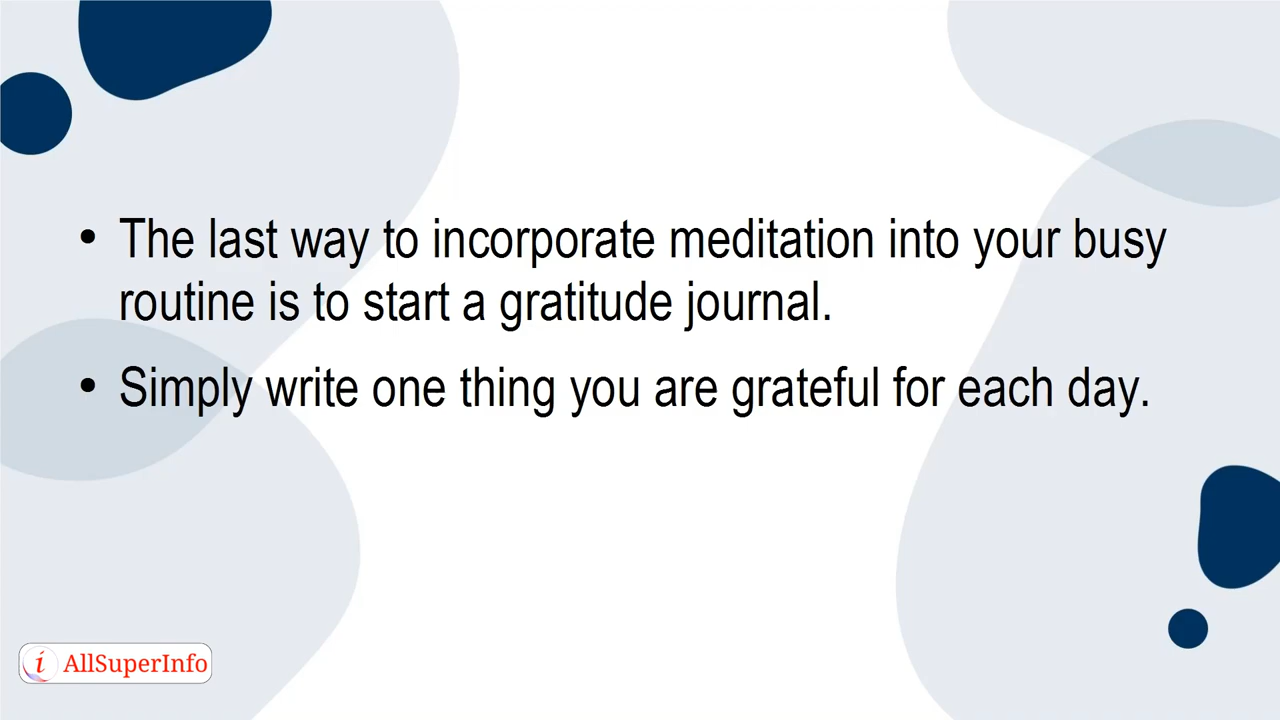 • The last way to incorporate meditation into your busy
routine is to start a gratitude journal.
• Simply write one thing you are grateful for each day.
i AllSuperInfo